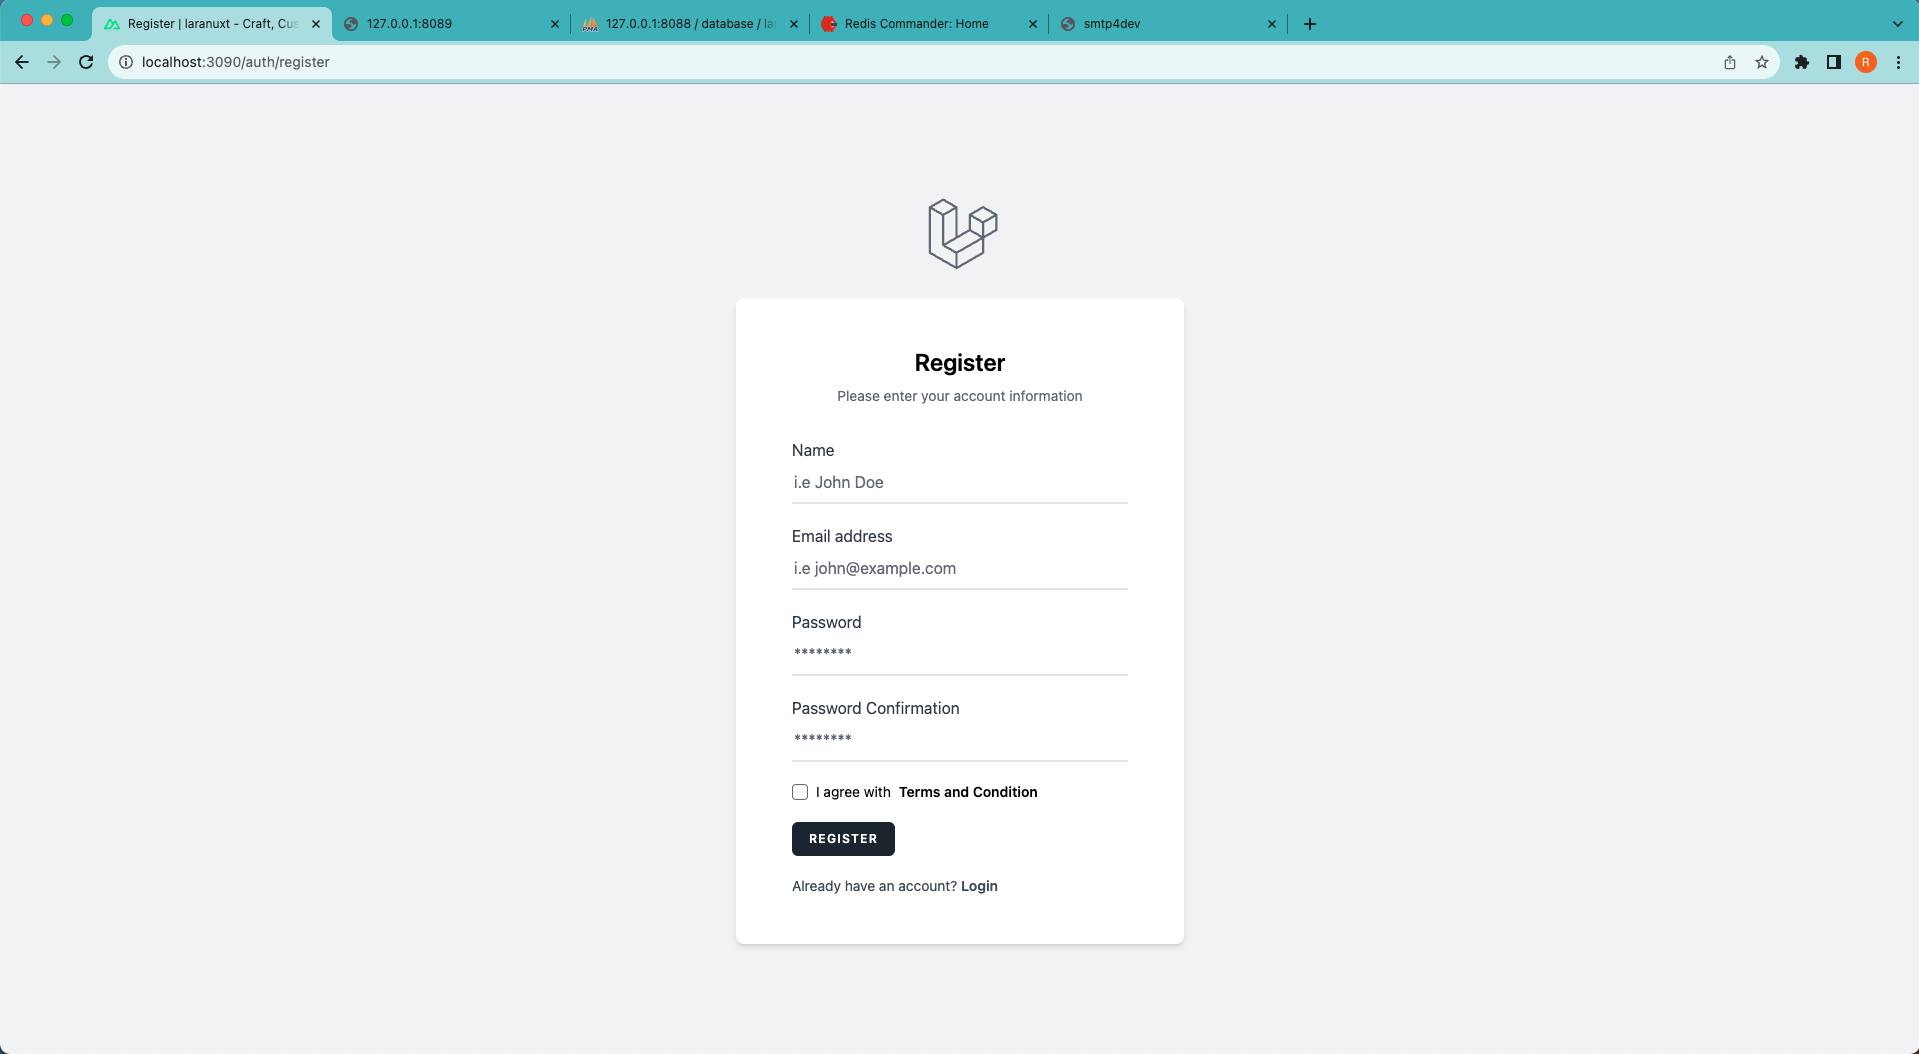 Register | laranuxt - Craft, Cus
127.0.0.1:8089
127.0.0.1:8088 / database / la
Redis Commander: Home
smtp4dev
localhost:3090/auth/register
R
Register
Please enter your account information
Name
i.e John Doe
Email address
i.e john@example.com
Password
********
Password Confirmation
********
I agree with Terms and Condition
REGISTER
Already have an account? Login